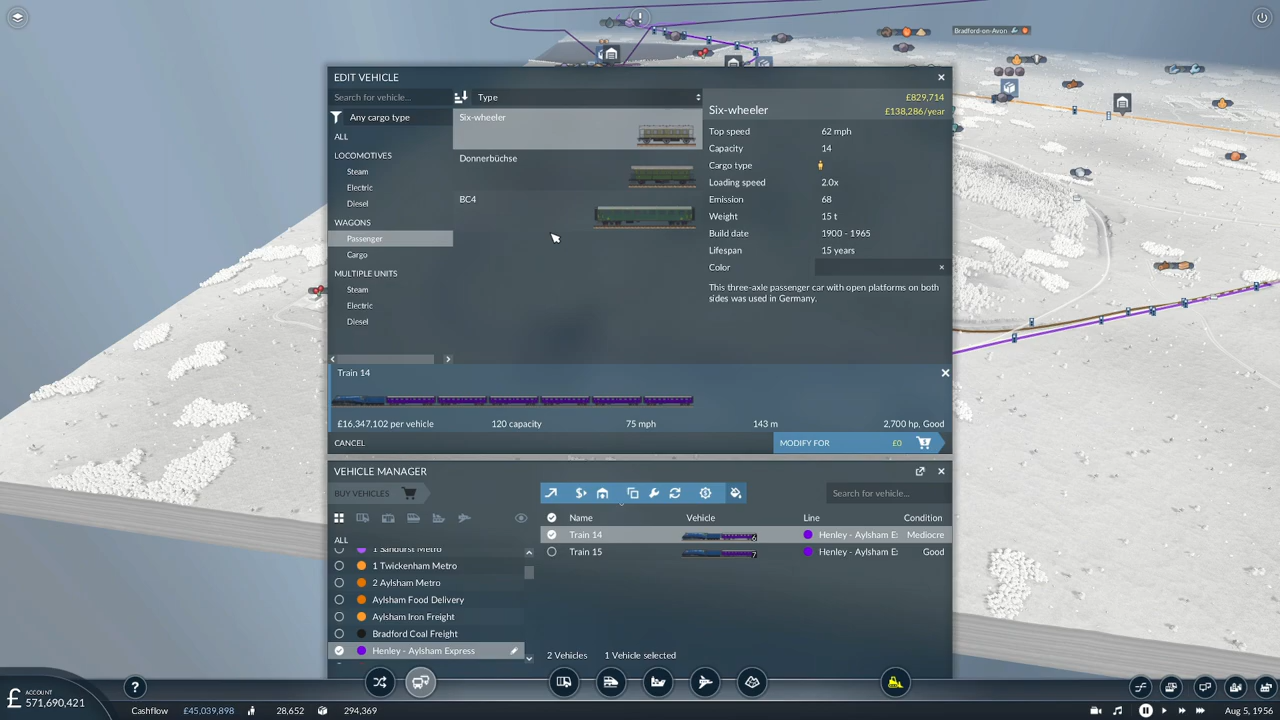 Bradford-on-Avon
EDIT VEHICLE
Search for vehicle...
Type
Any cargo type
ALL
LOCOMOTIVES
Steam
Electric
Diesel
WAGONS
Passenger
Cargo
MULTIPLE UNITS
Steam
Electric
Diesel
Six-wheeler
Donnerbüchse
BC4
£829,714
Six-wheeler
£138,286/year
Top speed 62 mph
Capacity 14
Cargo type
Loading speed 2.0x
Emission 68
Weight 15 t
Build date 1900 - 1965
Lifespan 15 years
Color
This three-axle passenger car with open platforms on both
sides was used in Germany.
Train 14
£16,347,102 per vehicle 120 capacity 75 mph 143 m 2,700 hp, Good
CANCEL MODIFY FOR £0
VEHICLE MANAGER
BUY VEHICLES
Search for vehicle...
Name Vehicle Line Condition
ALL
Train 14 6 Henley - Aylsham E: Mediocre
Train 15 7 Henley - Aylsham E: Good
1 Sandurst Metro
1 Twickenham Metro
2 Aylsham Metro
Aylsham Food Delivery
Aylsham Iron Freight
Bradford Coal Freight
Henley - Aylsham Express
2 Vehicles 1 Vehicle selected
£ ACCOUNT
571,690,421
?
Cashflow £45,039,898 28,652 294,369
Aug 5, 1956